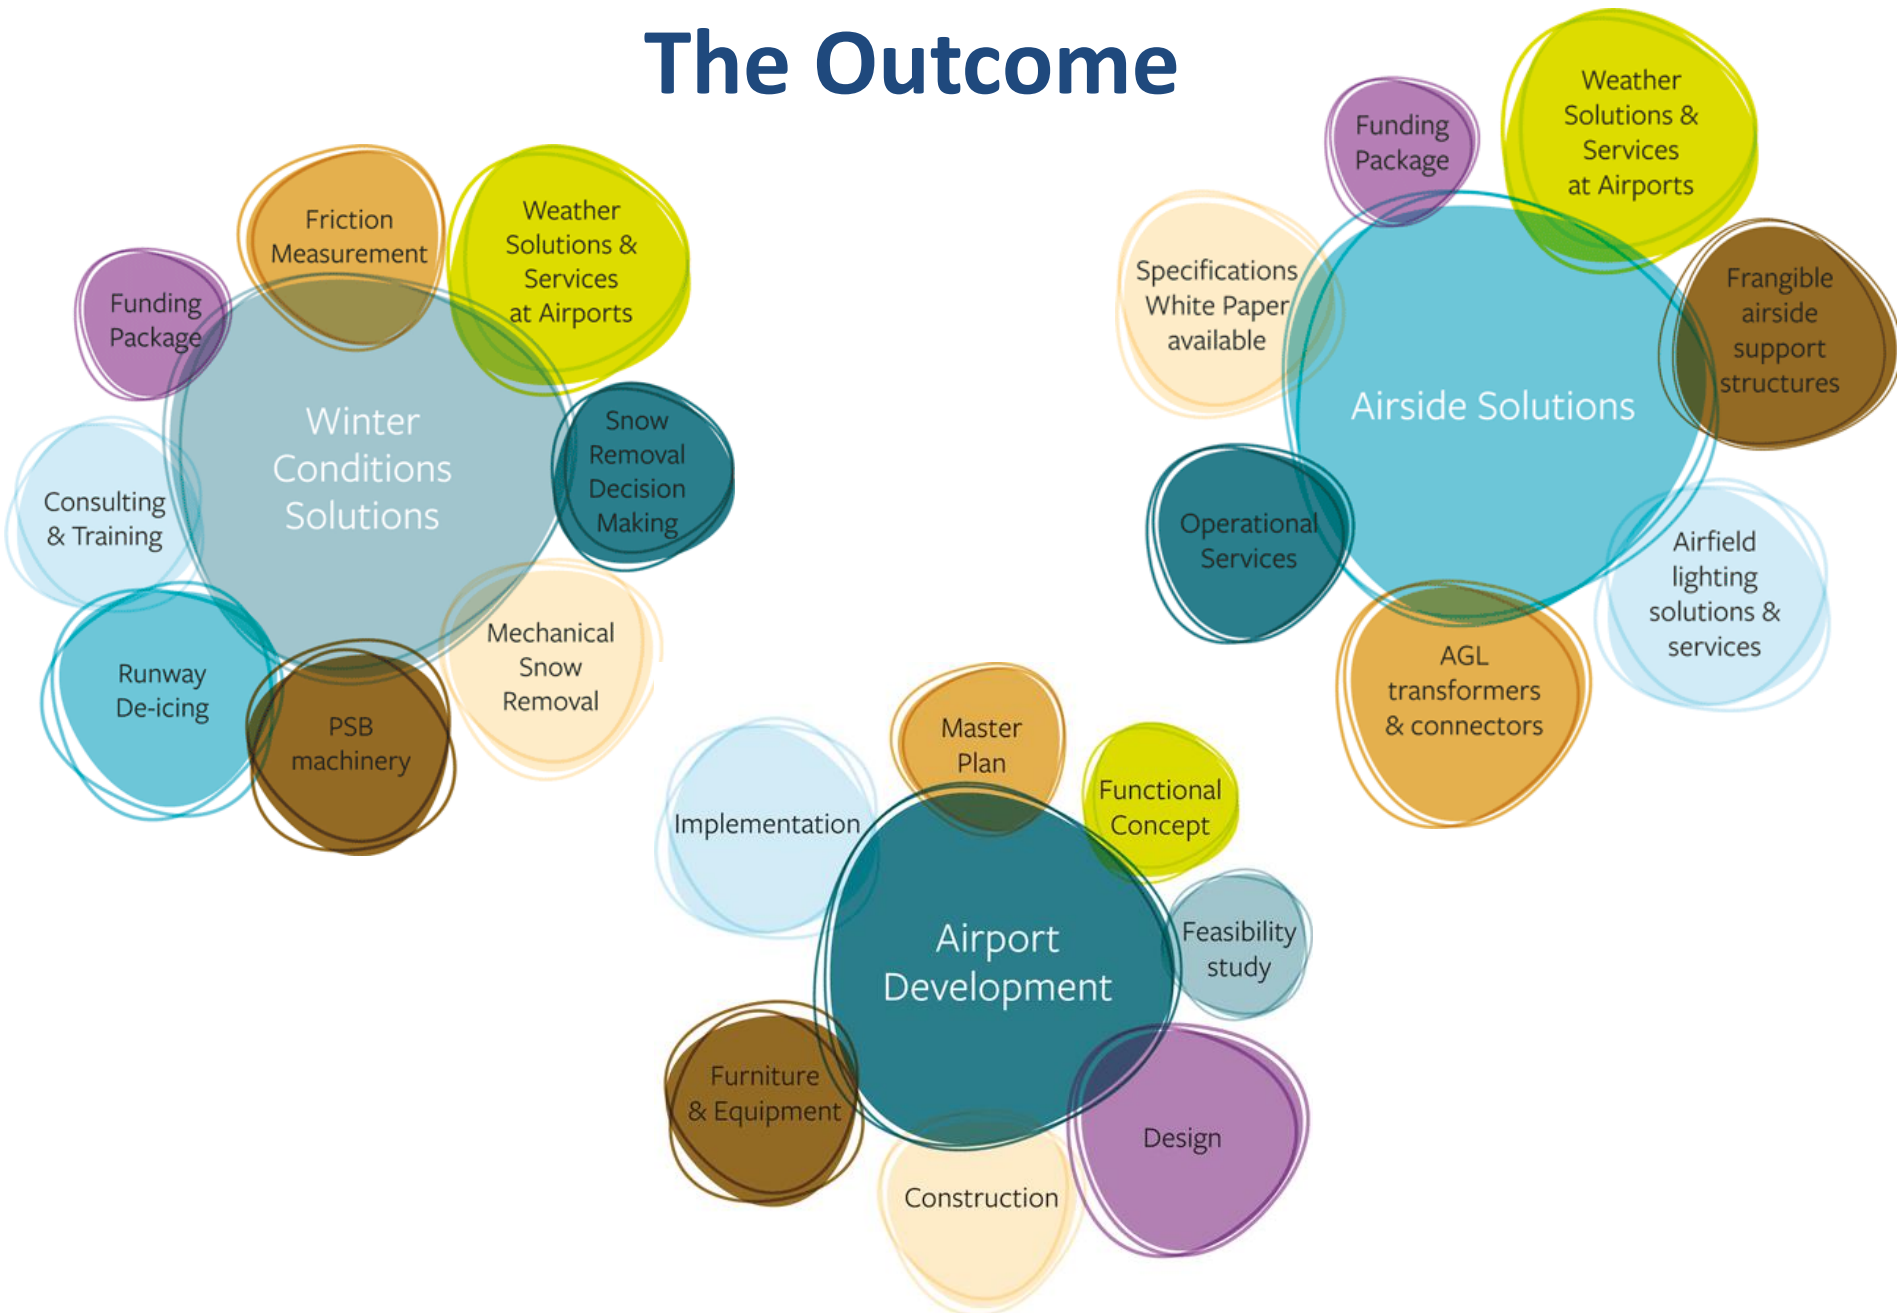 The Outcome
Friction
Measurement
Weather
Solutions &
Services
at Airports
Funding
Package
Winter
Conditions
Solutions
Snow
Removal
Decision
Making
Consulting
& Training
Mechanical
Snow
Removal
Runway
De-icing
PSB
machinery
Funding
Package
Weather
Solutions &
Services
at Airports
Specifications
White Paper
available
Frangible
airside
support
structures
Airside Solutions
Operational
Services
Airfield
lighting
solutions &
services
AGL
transformers
& connectors
Master
Plan
Functional
Concept
Implementation
Feasibility
study
Airport
Development
Furniture
& Equipment
Design
Construction